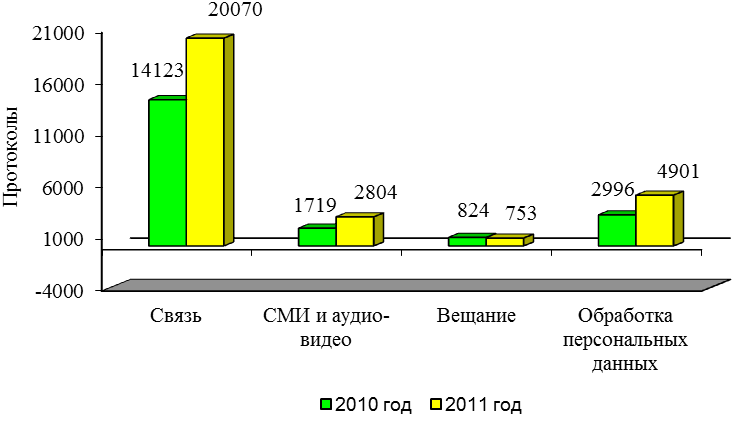 20070
21000
14123
16000
Протоколы
11000
6000
1719
2804
824
753
2996
4901
1000
-4000
Связь
СМИ и аудио-
видео
Вещание
Обработка
персональных
данных
2010 год
2011 год